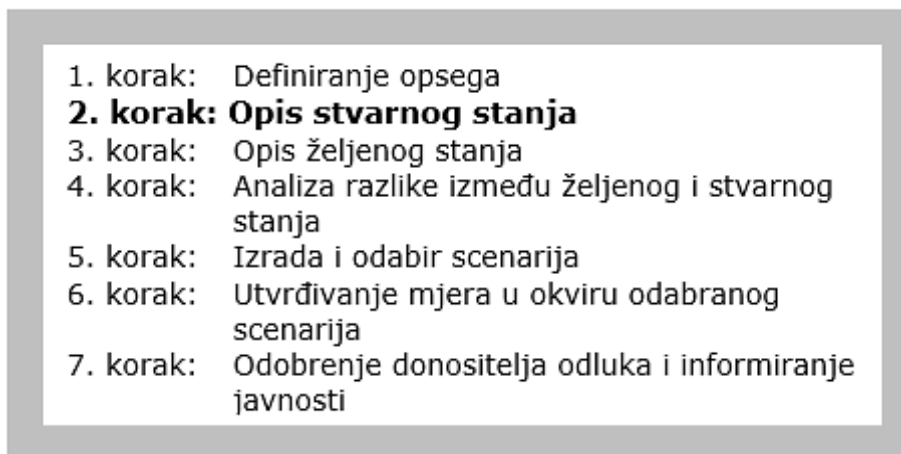 1. korak: Definiranje opsega
2. korak: Opis stvarnog stanja
3. korak: Opis željenog stanja
4. korak: Analiza razlike između željenog i stvarnog
stanja
5. korak: Izrada i odabir scenarija
6. korak: Utvrđivanje mjera u okviru odabranog
scenarija
7. korak: Odobrenje donositelja odluka i informiranje
javnosti